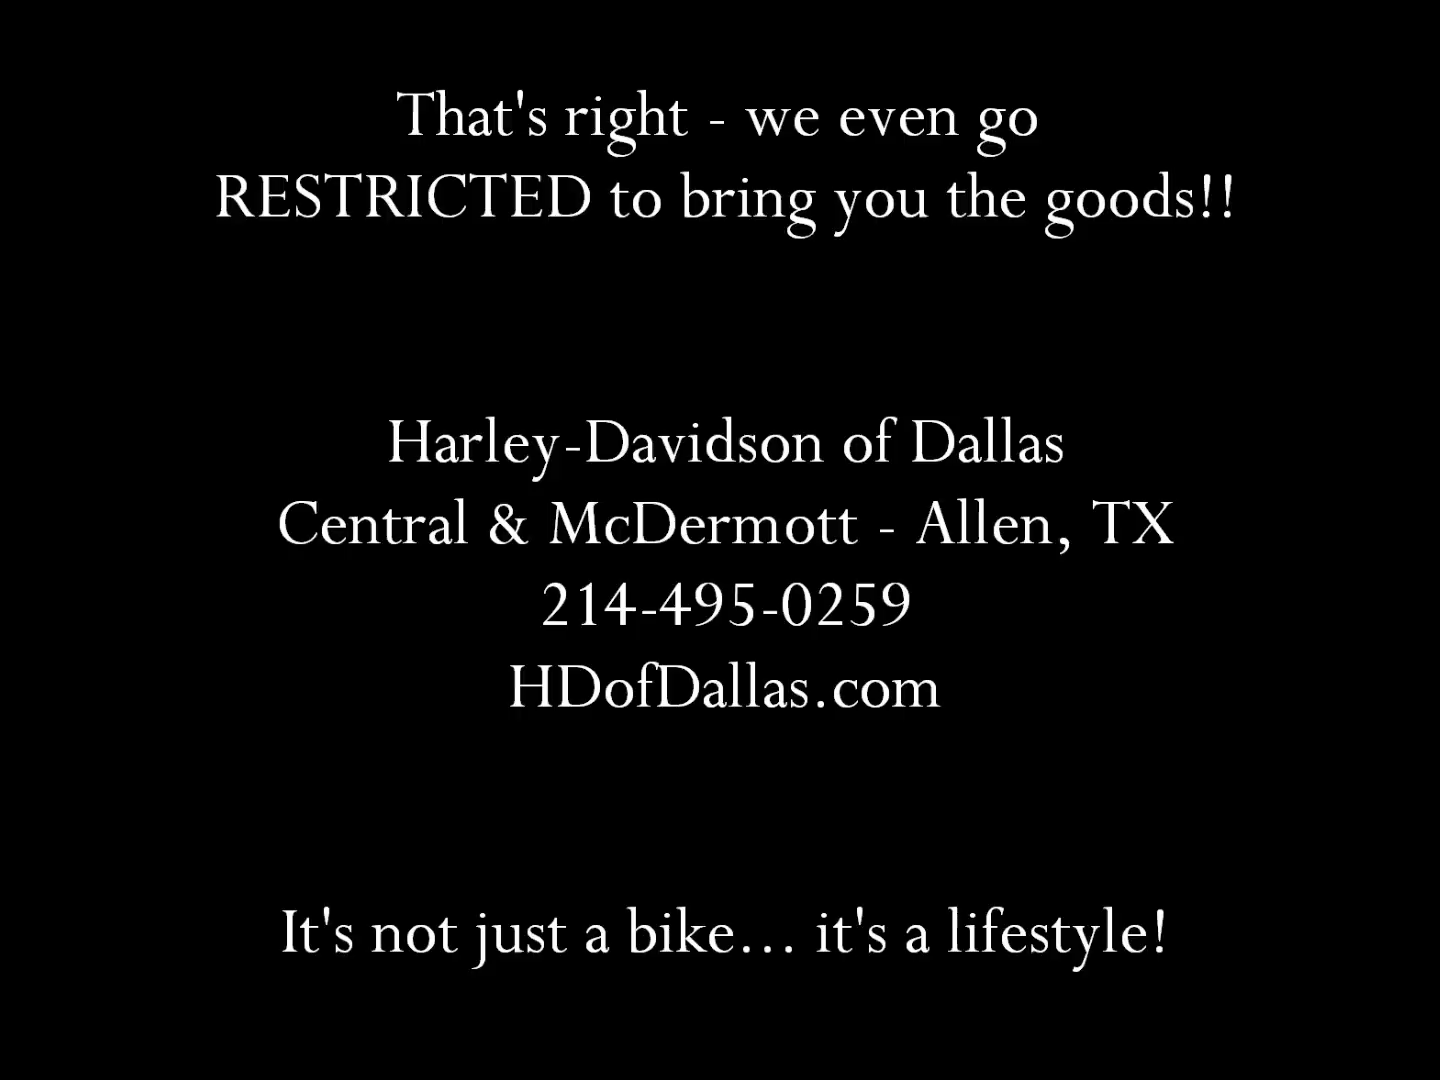 That's right - we even go
RESTRICTED to bring you the goods!!
Harley-Davidson of Dallas
Central & McDermott - Allen, TX
214-495-0259
HDofDallas.com
It's not just a bike... it's a lifestyle!